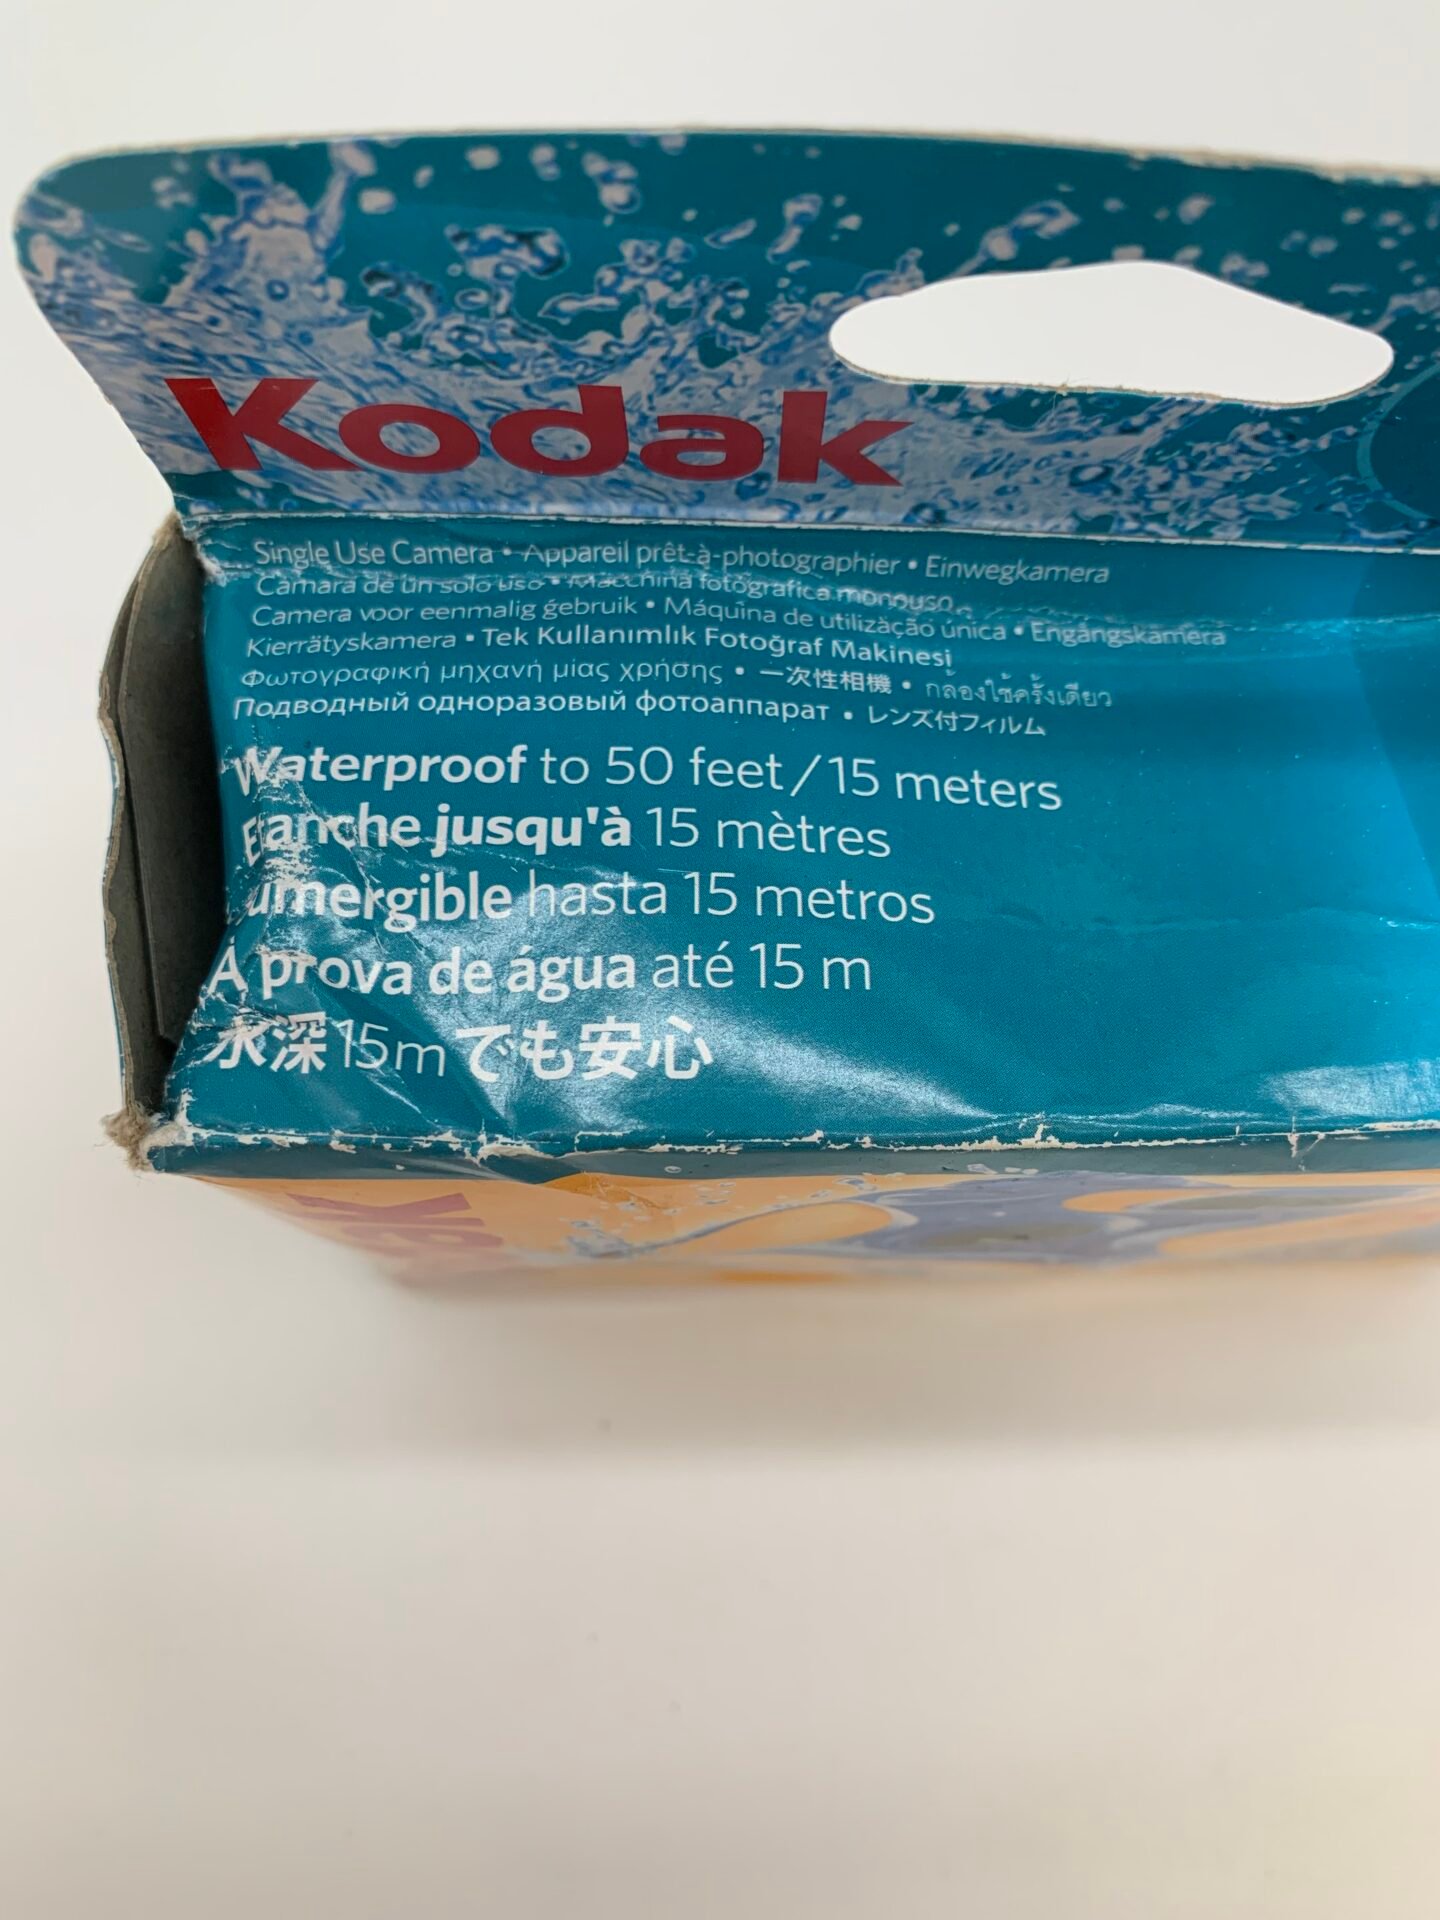 Kodak
Single Use Camera • Appareil prêt-à-photographier • Einwegkamera
Cámara de un solo uso • Macchina fotografica monouso
Camera voor eenmalig gebruik • Máquina de utilização única • Engångskamera
Kierrätyskamera • Tek Kullanımlık Fotoğraf Makinesi
Φωτογραφική μηχανή μίας χρήσης • 一次性相機 • กล้องใช้ครั้งเดียว
Подводный одноразовый фотоаппарат • レンズ付フィルム
Waterproof to 50 feet/15 meters
Etanche jusqu'à 15 mètres
umergible hasta 15 metros
À prova de água até 15 m
水深15mでも安心